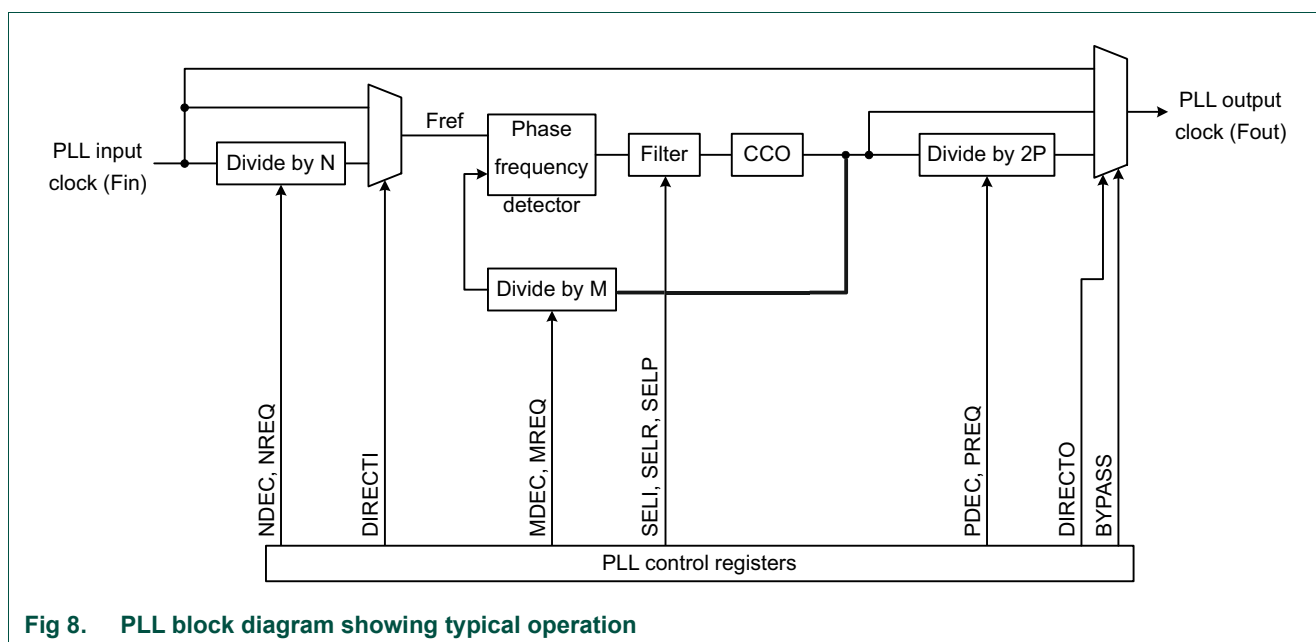 PLL input
clock (Fin)
Divide by N
Fref
Phase
frequency
detector
Filter
CCO
Divide by 2P
PLL output
clock (Fout)
Divide by M
NDEC, NREQ
DIRECTI
MDEC, MREQ
SELI, SELR, SELP
PDEC, PREQ
DIRECTO
BYPASS
PLL control registers
Fig 8. PLL block diagram showing typical operation